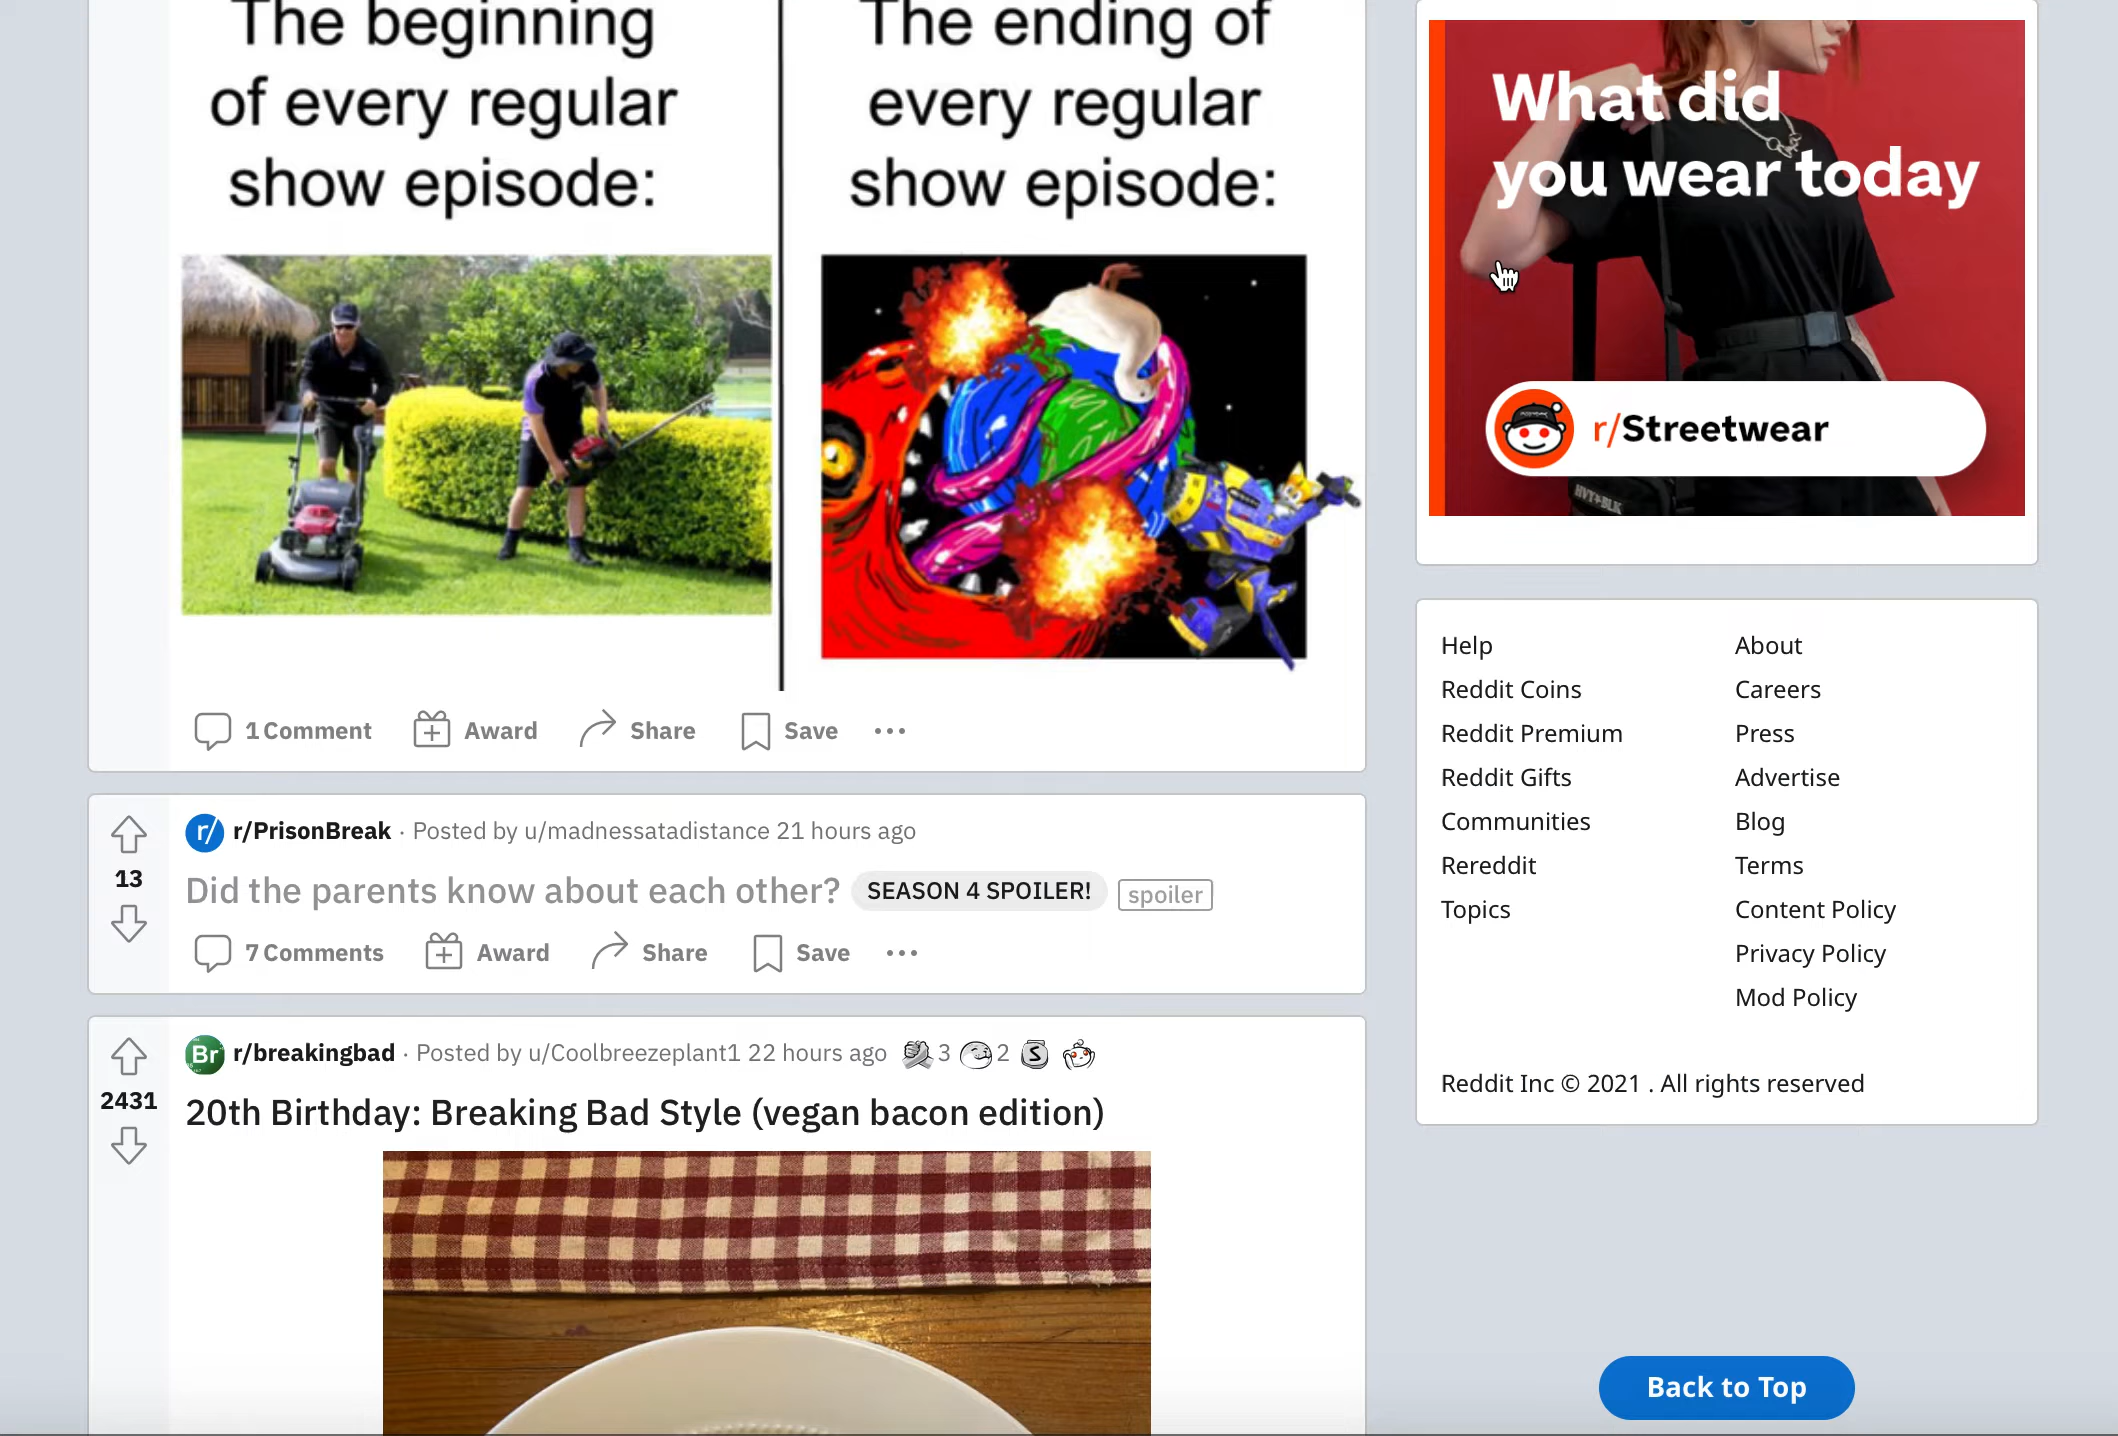 The beginning
of every regular
show episode:
The ending of
every regular
show episode:
1 Comment
Award
Share
Save
r/PrisonBreak · Posted by u/madnessatadistance 21 hours ago
13
Did the parents know about each other? SEASON 4 SPOILER! spoiler
7 Comments
Award
Share
Save
Br r/breakingbad · Posted by u/Coolbreezeplant1 22 hours ago 3 2 S
2431
20th Birthday: Breaking Bad Style (vegan bacon edition)
What did
you wear today
r/Streetwear
HVY+BLK
Help
Reddit Coins
Reddit Premium
Reddit Gifts
Communities
Rereddit
Topics
About
Careers
Press
Advertise
Blog
Terms
Content Policy
Privacy Policy
Mod Policy
Reddit Inc © 2021 . All rights reserved
Back to Top